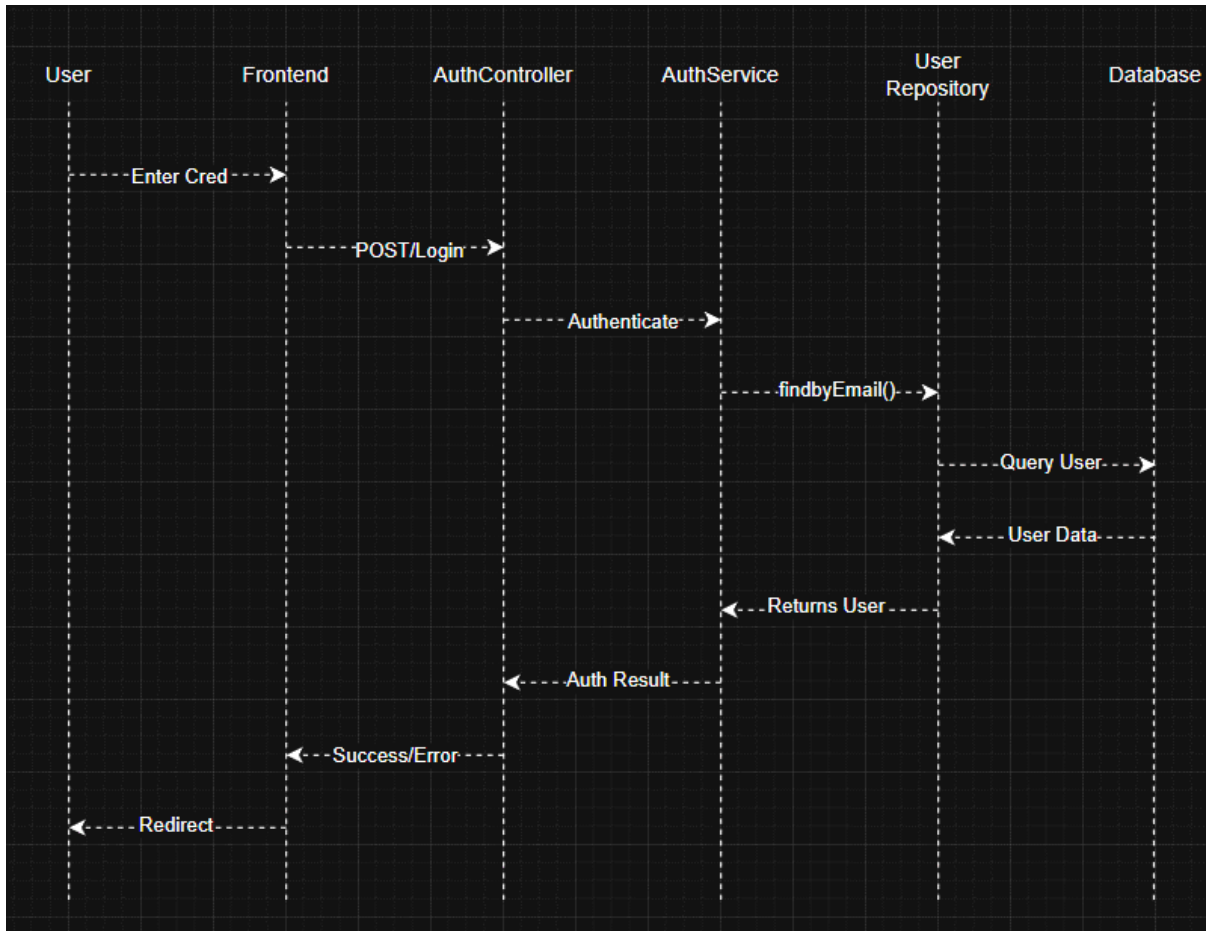 User
Frontend
AuthController
AuthService
User
Repository
Database
Enter Cred
POST/Login
Authenticate
findbyEmail()
Query User
User Data
Returns User
Auth Result
Success/Error
Redirect